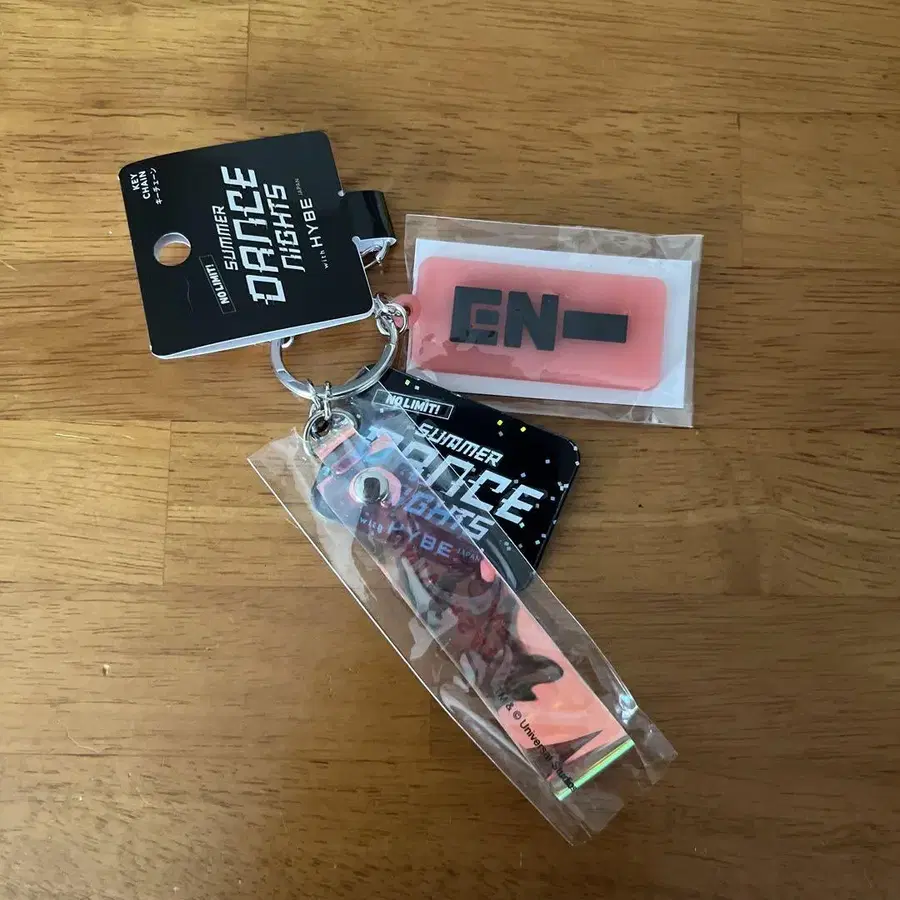 KEY
CHAIN
キーチェーン
NO LIMIT!
SUMMER
DANCE
NIGHTS
with HYBE JAPAN
EN-
NO LIMIT!
SUMMER
DANCE
NIGHTS
with HYBE JAPAN
& © Universal Studios